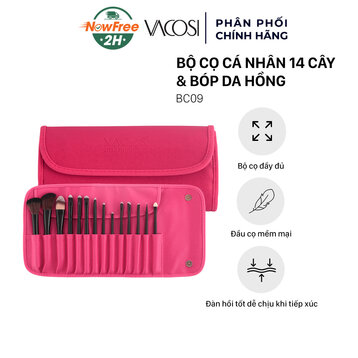 NowFree
2H
VACOSI
PHÂN PHỐI
CHÍNH HÃNG
BỘ CỌ CÁ NHÂN 14 CÂY
& BÓP DA HỒNG
BC09
VACOSI
Bộ cọ đầy đủ
Đầu cọ mềm mại
Đàn hồi tốt dễ chịu khi tiếp xúc